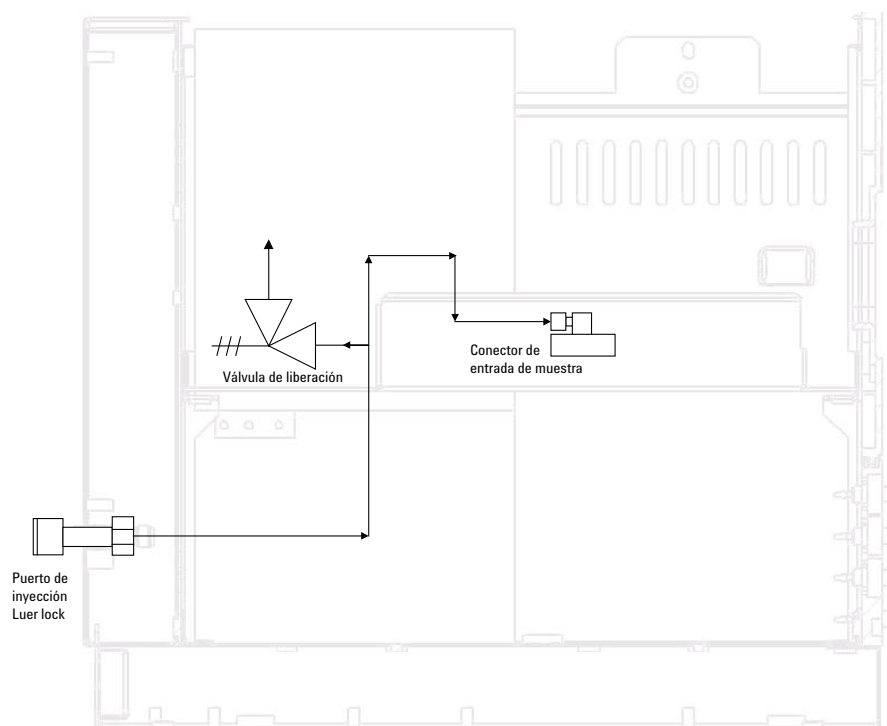 Válvula de liberación
Conector de
entrada de muestra
Puerto de
inyección
Luer lock